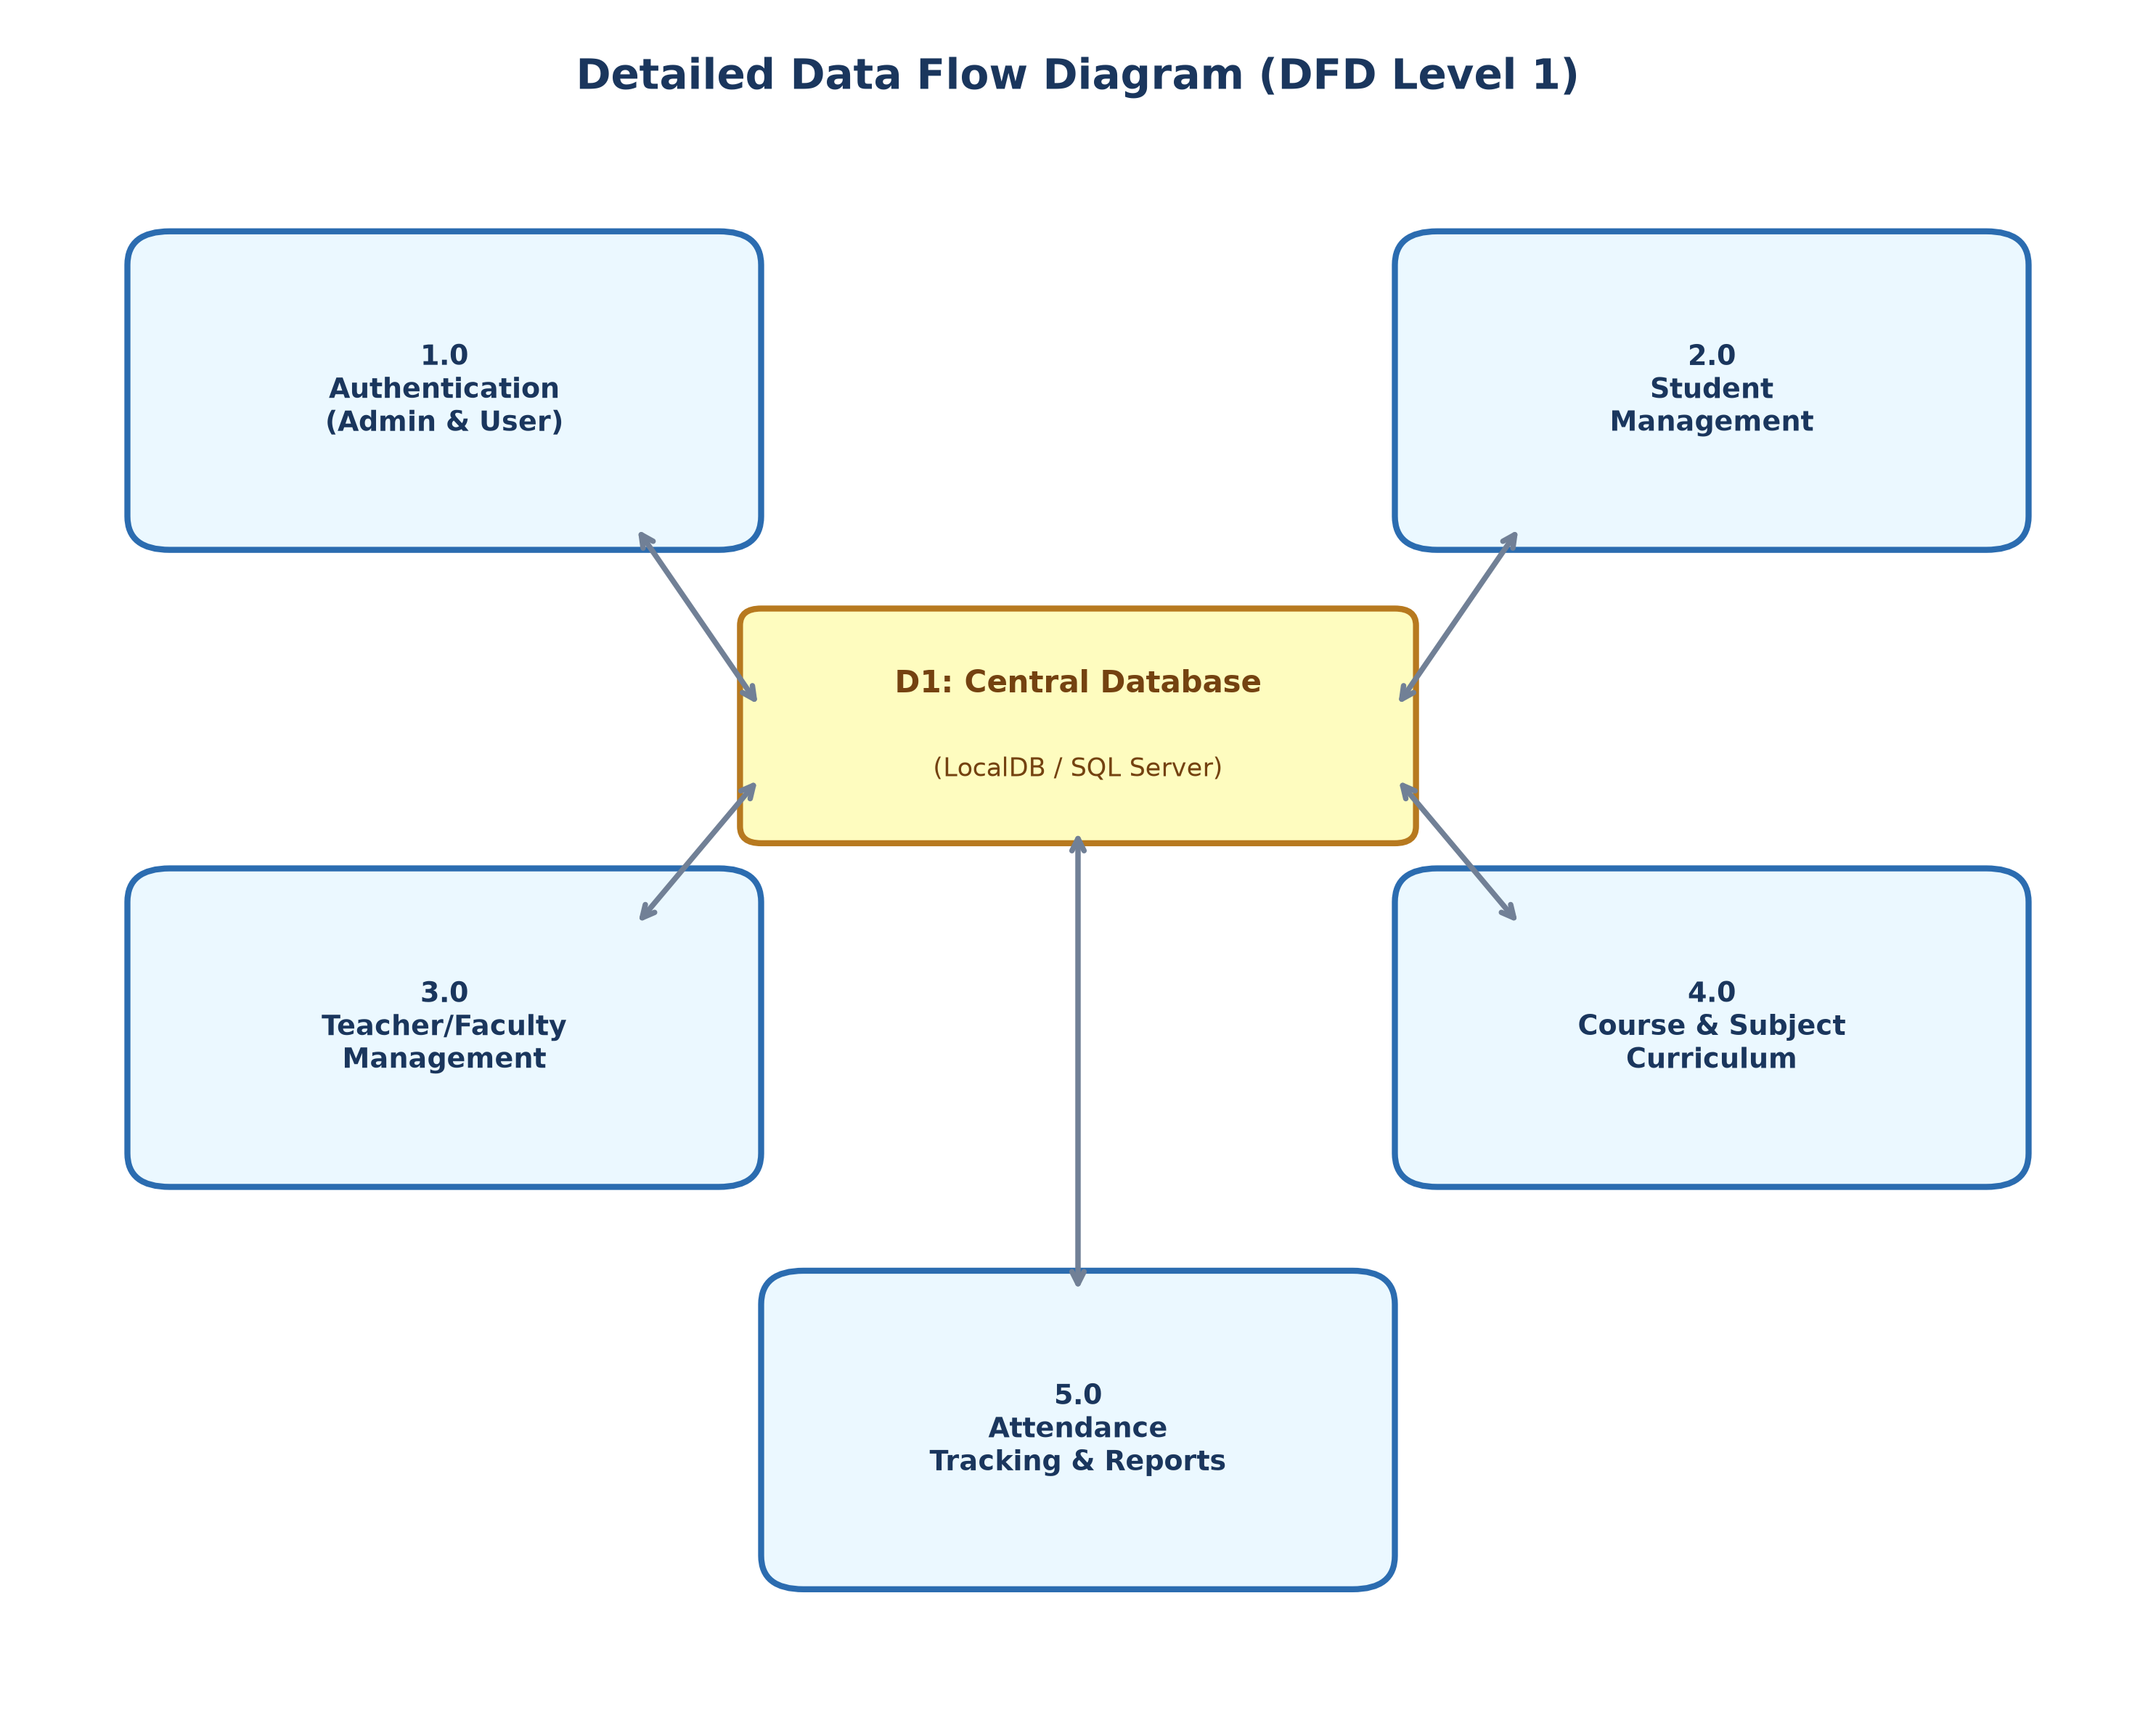 Detailed Data Flow Diagram (DFD Level 1)
1.0
Authentication
(Admin & User)
2.0
Student
Management
D1: Central Database
(LocalDB / SQL Server)
3.0
Teacher/Faculty
Management
4.0
Course & Subject
Curriculum
5.0
Attendance
Tracking & Reports